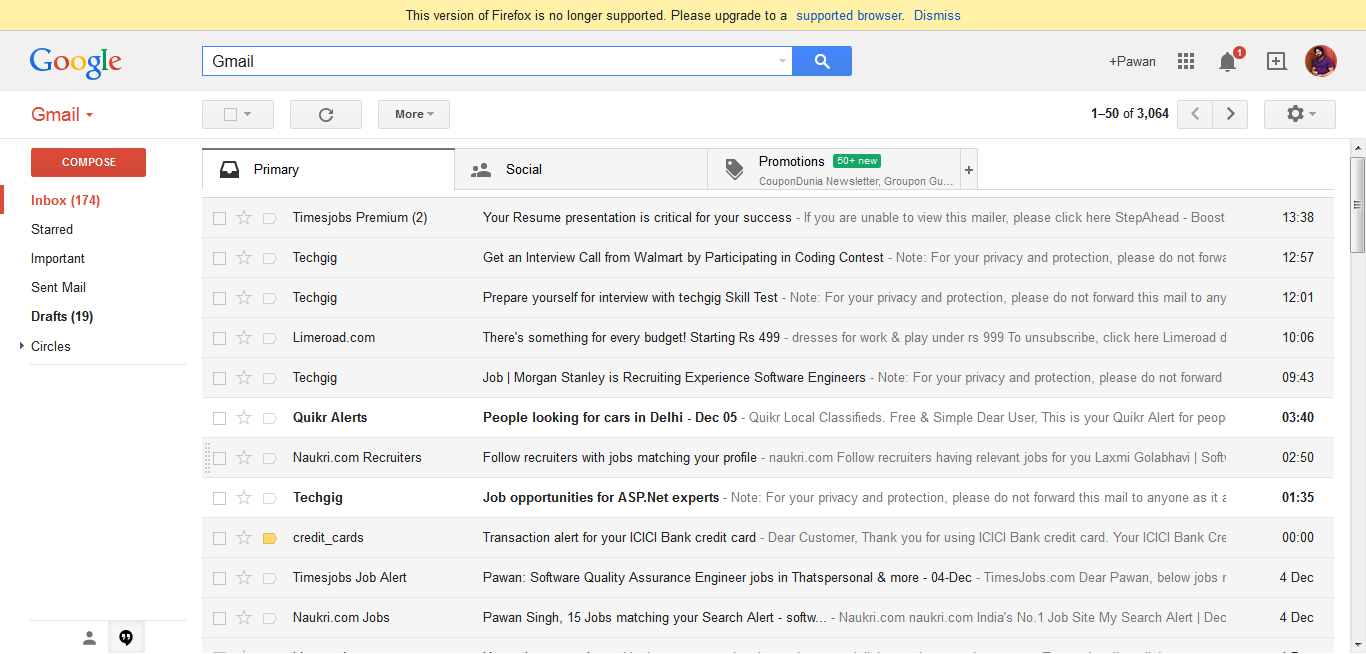 This version of Firefox is no longer supported. Please upgrade to a supported browser. Dismiss
Google
Gmail
+Pawan
1
Gmail
More
1–50 of 3,064
COMPOSE
Inbox (174)
Starred
Important
Sent Mail
Drafts (19)
Circles
Primary
Social
Promotions 50+ new
CouponDunia Newsletter, Groupon Gu...
+
Timesjobs Premium (2) Your Resume presentation is critical for your success - If you are unable to view this mailer, please click here StepAhead - Boost 13:38
Techgig Get an Interview Call from Walmart by Participating in Coding Contest - Note: For your privacy and protection, please do not forwa 12:57
Techgig Prepare yourself for interview with techgig Skill Test - Note: For your privacy and protection, please do not forward this mail to any 12:01
Limeroad.com There's something for every budget! Starting Rs 499 - dresses for work & play under rs 999 To unsubscribe, click here Limeroad d 10:06
Techgig Job | Morgan Stanley is Recruiting Experience Software Engineers - Note: For your privacy and protection, please do not forward 09:43
Quikr Alerts People looking for cars in Delhi - Dec 05 - Quikr Local Classifieds. Free & Simple Dear User, This is your Quikr Alert for peop 03:40
Naukri.com Recruiters Follow recruiters with jobs matching your profile - naukri.com Follow recruiters having relevant jobs for you Laxmi Golabhavi | Soft 02:50
Techgig Job opportunities for ASP.Net experts - Note: For your privacy and protection, please do not forward this mail to anyone as it a 01:35
credit_cards Transaction alert for your ICICI Bank credit card - Dear Customer, Thank you for using ICICI Bank credit card. Your ICICI Bank Cre 00:00
Timesjobs Job Alert Pawan: Software Quality Assurance Engineer jobs in Thatspersonal & more - 04-Dec - TimesJobs.com Dear Pawan, below jobs r 4 Dec
Naukri.com Jobs Pawan Singh, 15 Jobs matching your Search Alert - softw... - Naukri.com naukri.com India's No.1 Job Site My Search Alert | Dec 4 Dec